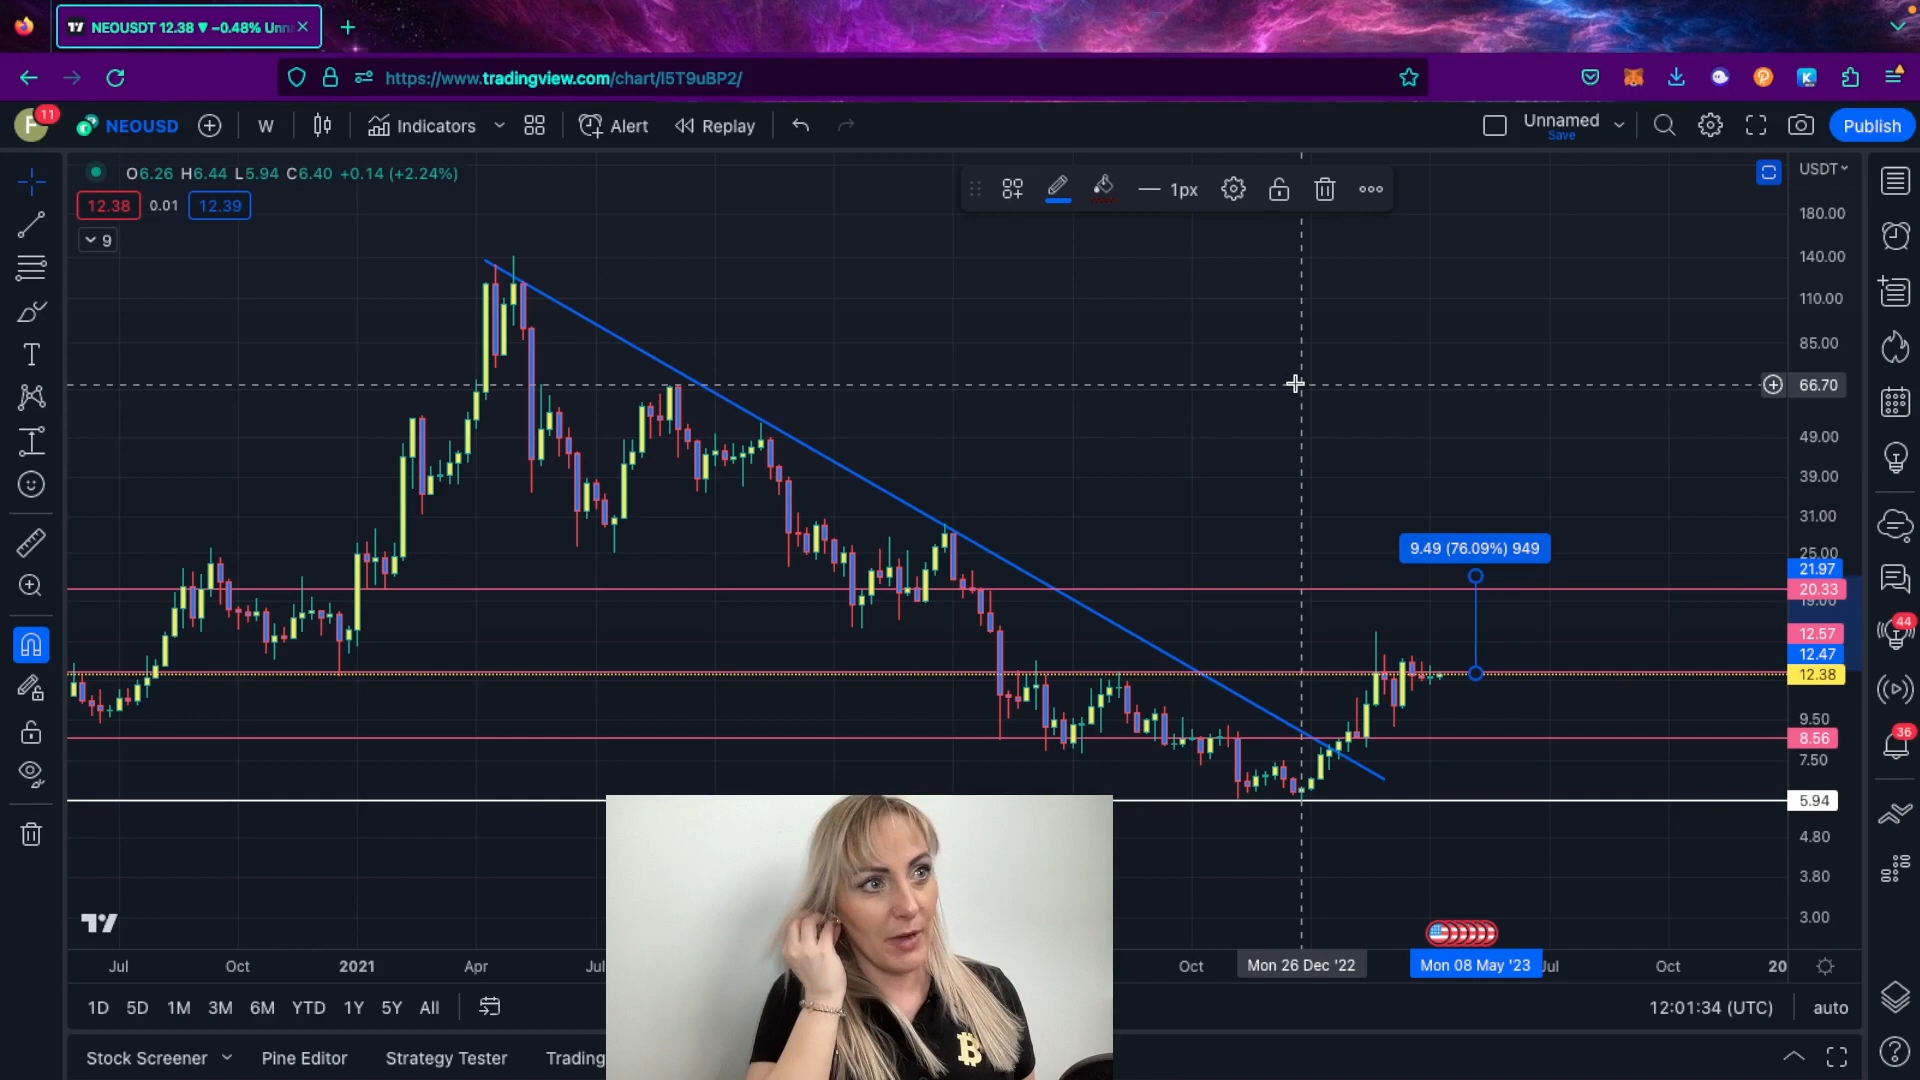 NEOUSDT 12.38 ▼ −0.48% Unn
https://www.tradingview.com/chart/I5T9uBP2/
F 11 NEOUSD W Indicators Alert Replay Unnamed Save Publish
O6.26 H6.44 L5.94 C6.40 +0.14 (+2.24%)
12.38 0.01 12.39
9
1px
USDT
180.00
140.00
110.00
85.00
66.70
49.00
39.00
31.00
9.49 (76.09%) 949
25.00
21.97
20.33
19.00
12.57
12.47
12.38
9.50
8.56
7.50
5.94
4.80
3.80
3.00
44
36
Jul Oct 2021 Apr Jul Oct Mon 26 Dec '22 Mon 08 May '23 Jul Oct 20
1D 5D 1M 3M 6M YTD 1Y 5Y All 12:01:34 (UTC) auto
Stock Screener Pine Editor Strategy Tester Trading